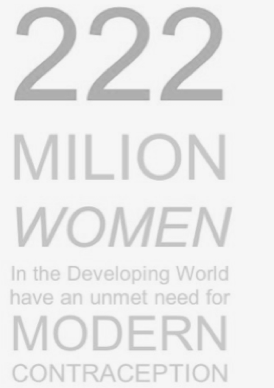 222
MILION
WOMEN
In the Developing World
have an unmet need for
MODERN
CONTRACEPTION